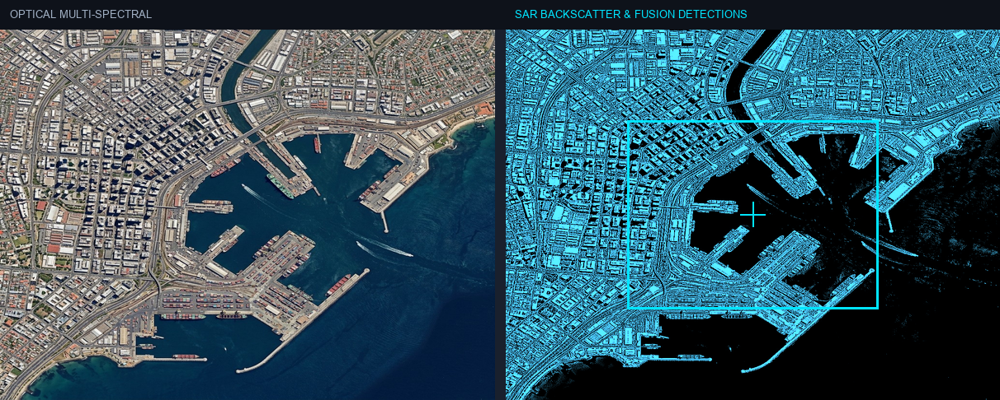 OPTICAL MULTI-SPECTRAL
SAR BACKSCATTER & FUSION DETECTIONS